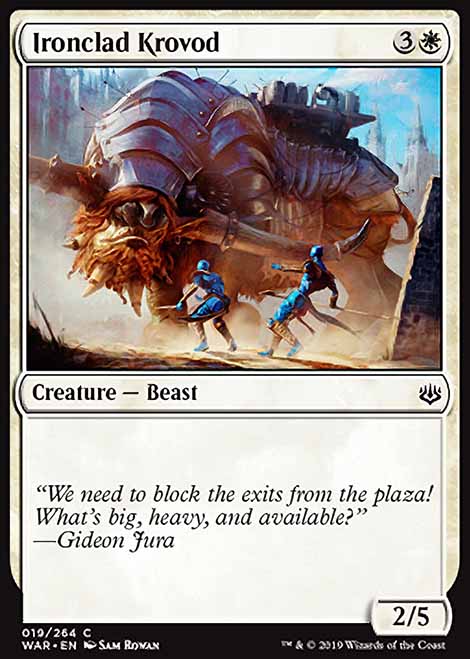 Ironclad Krovod 3
Creature — Beast
“We need to block the exits from the plaza!
What’s big, heavy, and available?”
—Gideon Jura
2/5
019/264 C
WAR • EN Sam Rowan
™ & © 2019 Wizards of the Coast